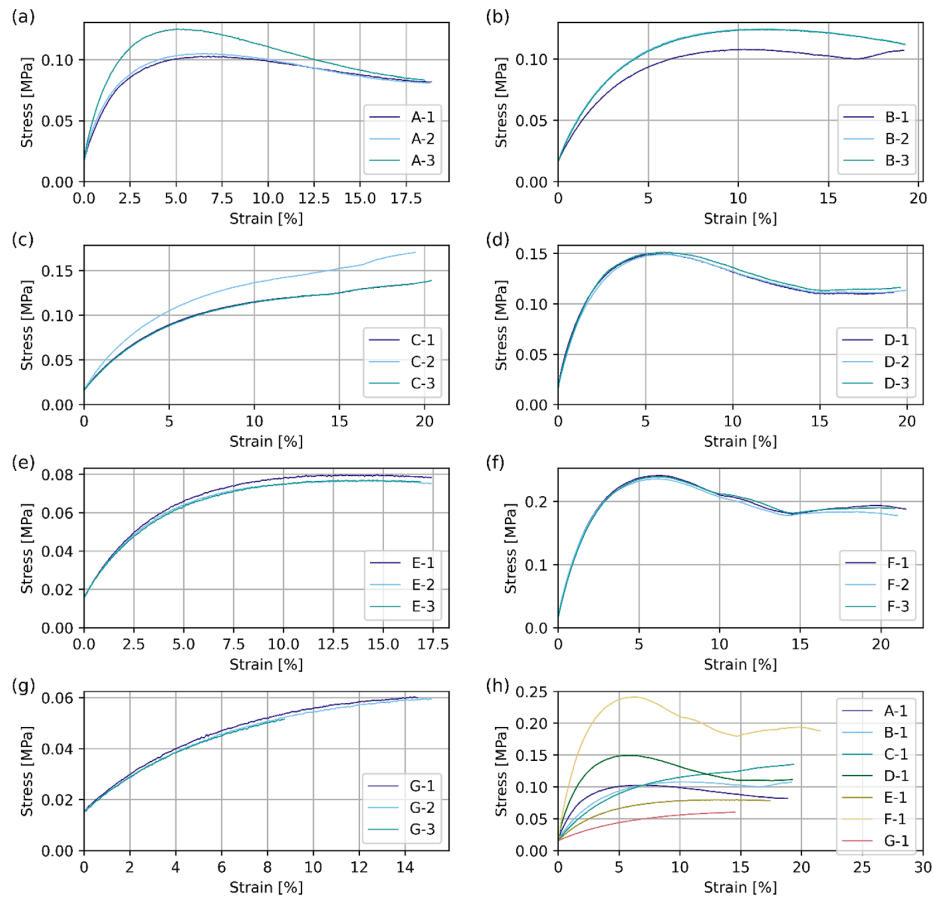 (a)
Stress [MPa]
0.10
0.05
0.00
0.0 2.5 5.0 7.5 10.0 12.5 15.0 17.5
Strain [%]
A-1
A-2
A-3
(b)
Stress [MPa]
0.10
0.05
0.00
0 5 10 15 20
Strain [%]
B-1
B-2
B-3
(c)
Stress [MPa]
0.15
0.10
0.05
0.00
0 5 10 15 20
Strain [%]
C-1
C-2
C-3
(d)
Stress [MPa]
0.15
0.10
0.05
0.00
0 5 10 15 20
Strain [%]
D-1
D-2
D-3
(e)
Stress [MPa]
0.08
0.06
0.04
0.02
0.00
0.0 2.5 5.0 7.5 10.0 12.5 15.0 17.5
Strain [%]
E-1
E-2
E-3
(f)
Stress [MPa]
0.2
0.1
0.0
0 5 10 15 20
Strain [%]
F-1
F-2
F-3
(g)
Stress [MPa]
0.06
0.04
0.02
0.00
0 2 4 6 8 10 12 14
Strain [%]
G-1
G-2
G-3
(h)
Stress [MPa]
0.25
0.20
0.15
0.10
0.05
0.00
0 5 10 15 20 25 30
Strain [%]
A-1
B-1
C-1
D-1
E-1
F-1
G-1